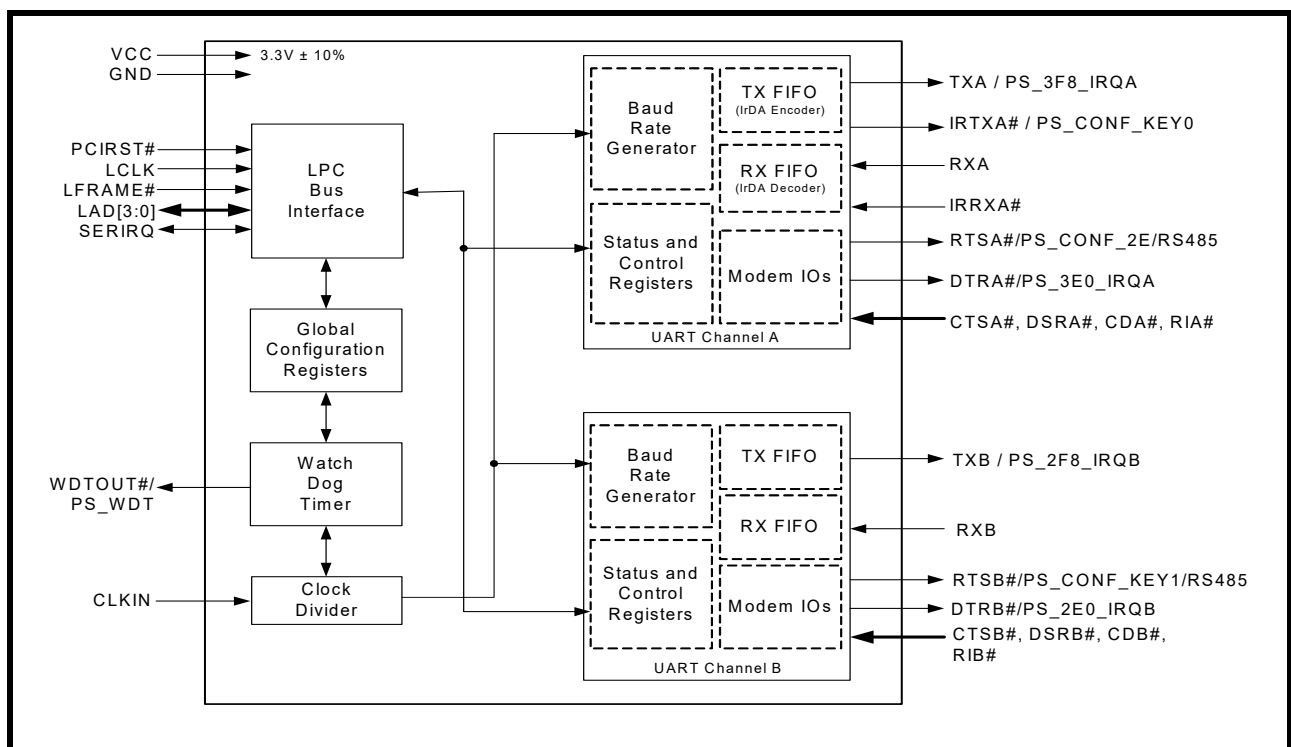 VCC
GND
3.3V ± 10%
PCIRST#
LCLK
LFRAME#
LAD[3:0]
SERIRQ
LPC
Bus
Interface
Global
Configuration
Registers
Watch
Dog
Timer
WDTOUT#/
PS_WDT
CLKIN
Clock
Divider
Baud
Rate
Generator
TX FIFO
(IrDA Encoder)
RX FIFO
(IrDA Decoder)
Status and
Control
Registers
Modem IOs
UART Channel A
TXA / PS_3F8_IRQA
IRTXA# / PS_CONF_KEY0
RXA
IRRXA#
RTSA#/PS_CONF_2E/RS485
DTRA#/PS_3E0_IRQA
CTSA#, DSRA#, CDA#, RIA#
Baud
Rate
Generator
TX FIFO
RX FIFO
Status and
Control
Registers
Modem IOs
UART Channel B
TXB / PS_2F8_IRQB
RXB
RTSB#/PS_CONF_KEY1/RS485
DTRB#/PS_2E0_IRQB
CTSB#, DSRB#, CDB#,
RIB#